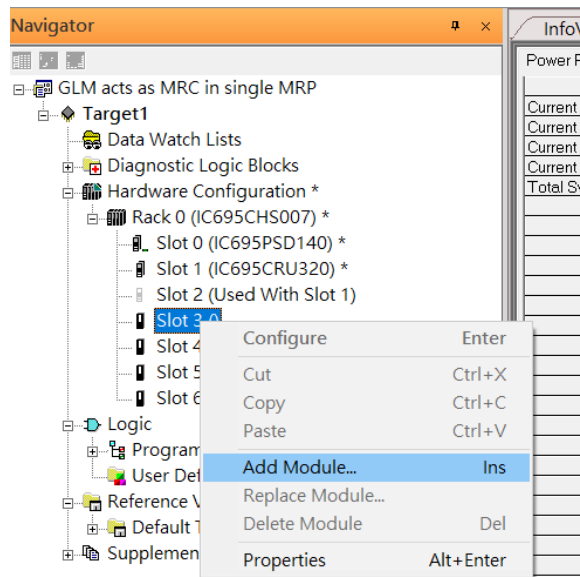 Navigator
InfoV
Power F
GLM acts as MRC in single MRP
Target1
Current
Current
Data Watch Lists
Current
Diagnostic Logic Blocks
Current
Hardware Configuration *
Total Sy
Rack 0 (IC695CHS007) *
Slot 0 (IC695PSD140) *
Slot 1 (IC695CRU320) *
Slot 2 (Used With Slot 1)
Slot 3
Slot 4
Slot 5
Slot 6
Logic
Program
User Def
Reference V
Default T
Supplemen
Configure Enter
Cut Ctrl+X
Copy Ctrl+C
Paste Ctrl+V
Add Module... Ins
Replace Module...
Delete Module Del
Properties Alt+Enter